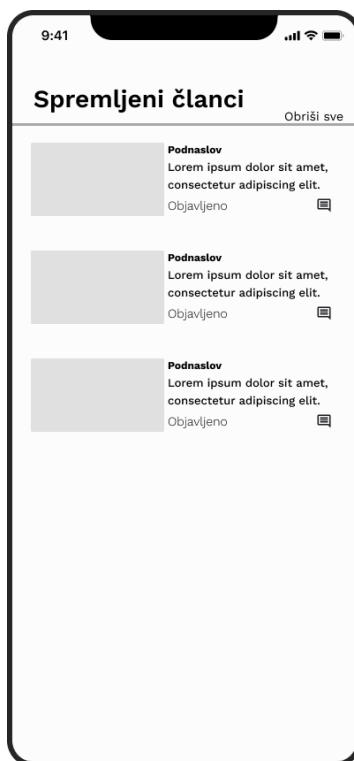 9:41
Spremljeni članci
Obriši sve
Podnaslov
Lorem ipsum dolor sit amet,
consectetur adipiscing elit.
Objavljeno
Podnaslov
Lorem ipsum dolor sit amet,
consectetur adipiscing elit.
Objavljeno
Podnaslov
Lorem ipsum dolor sit amet,
consectetur adipiscing elit.
Objavljeno